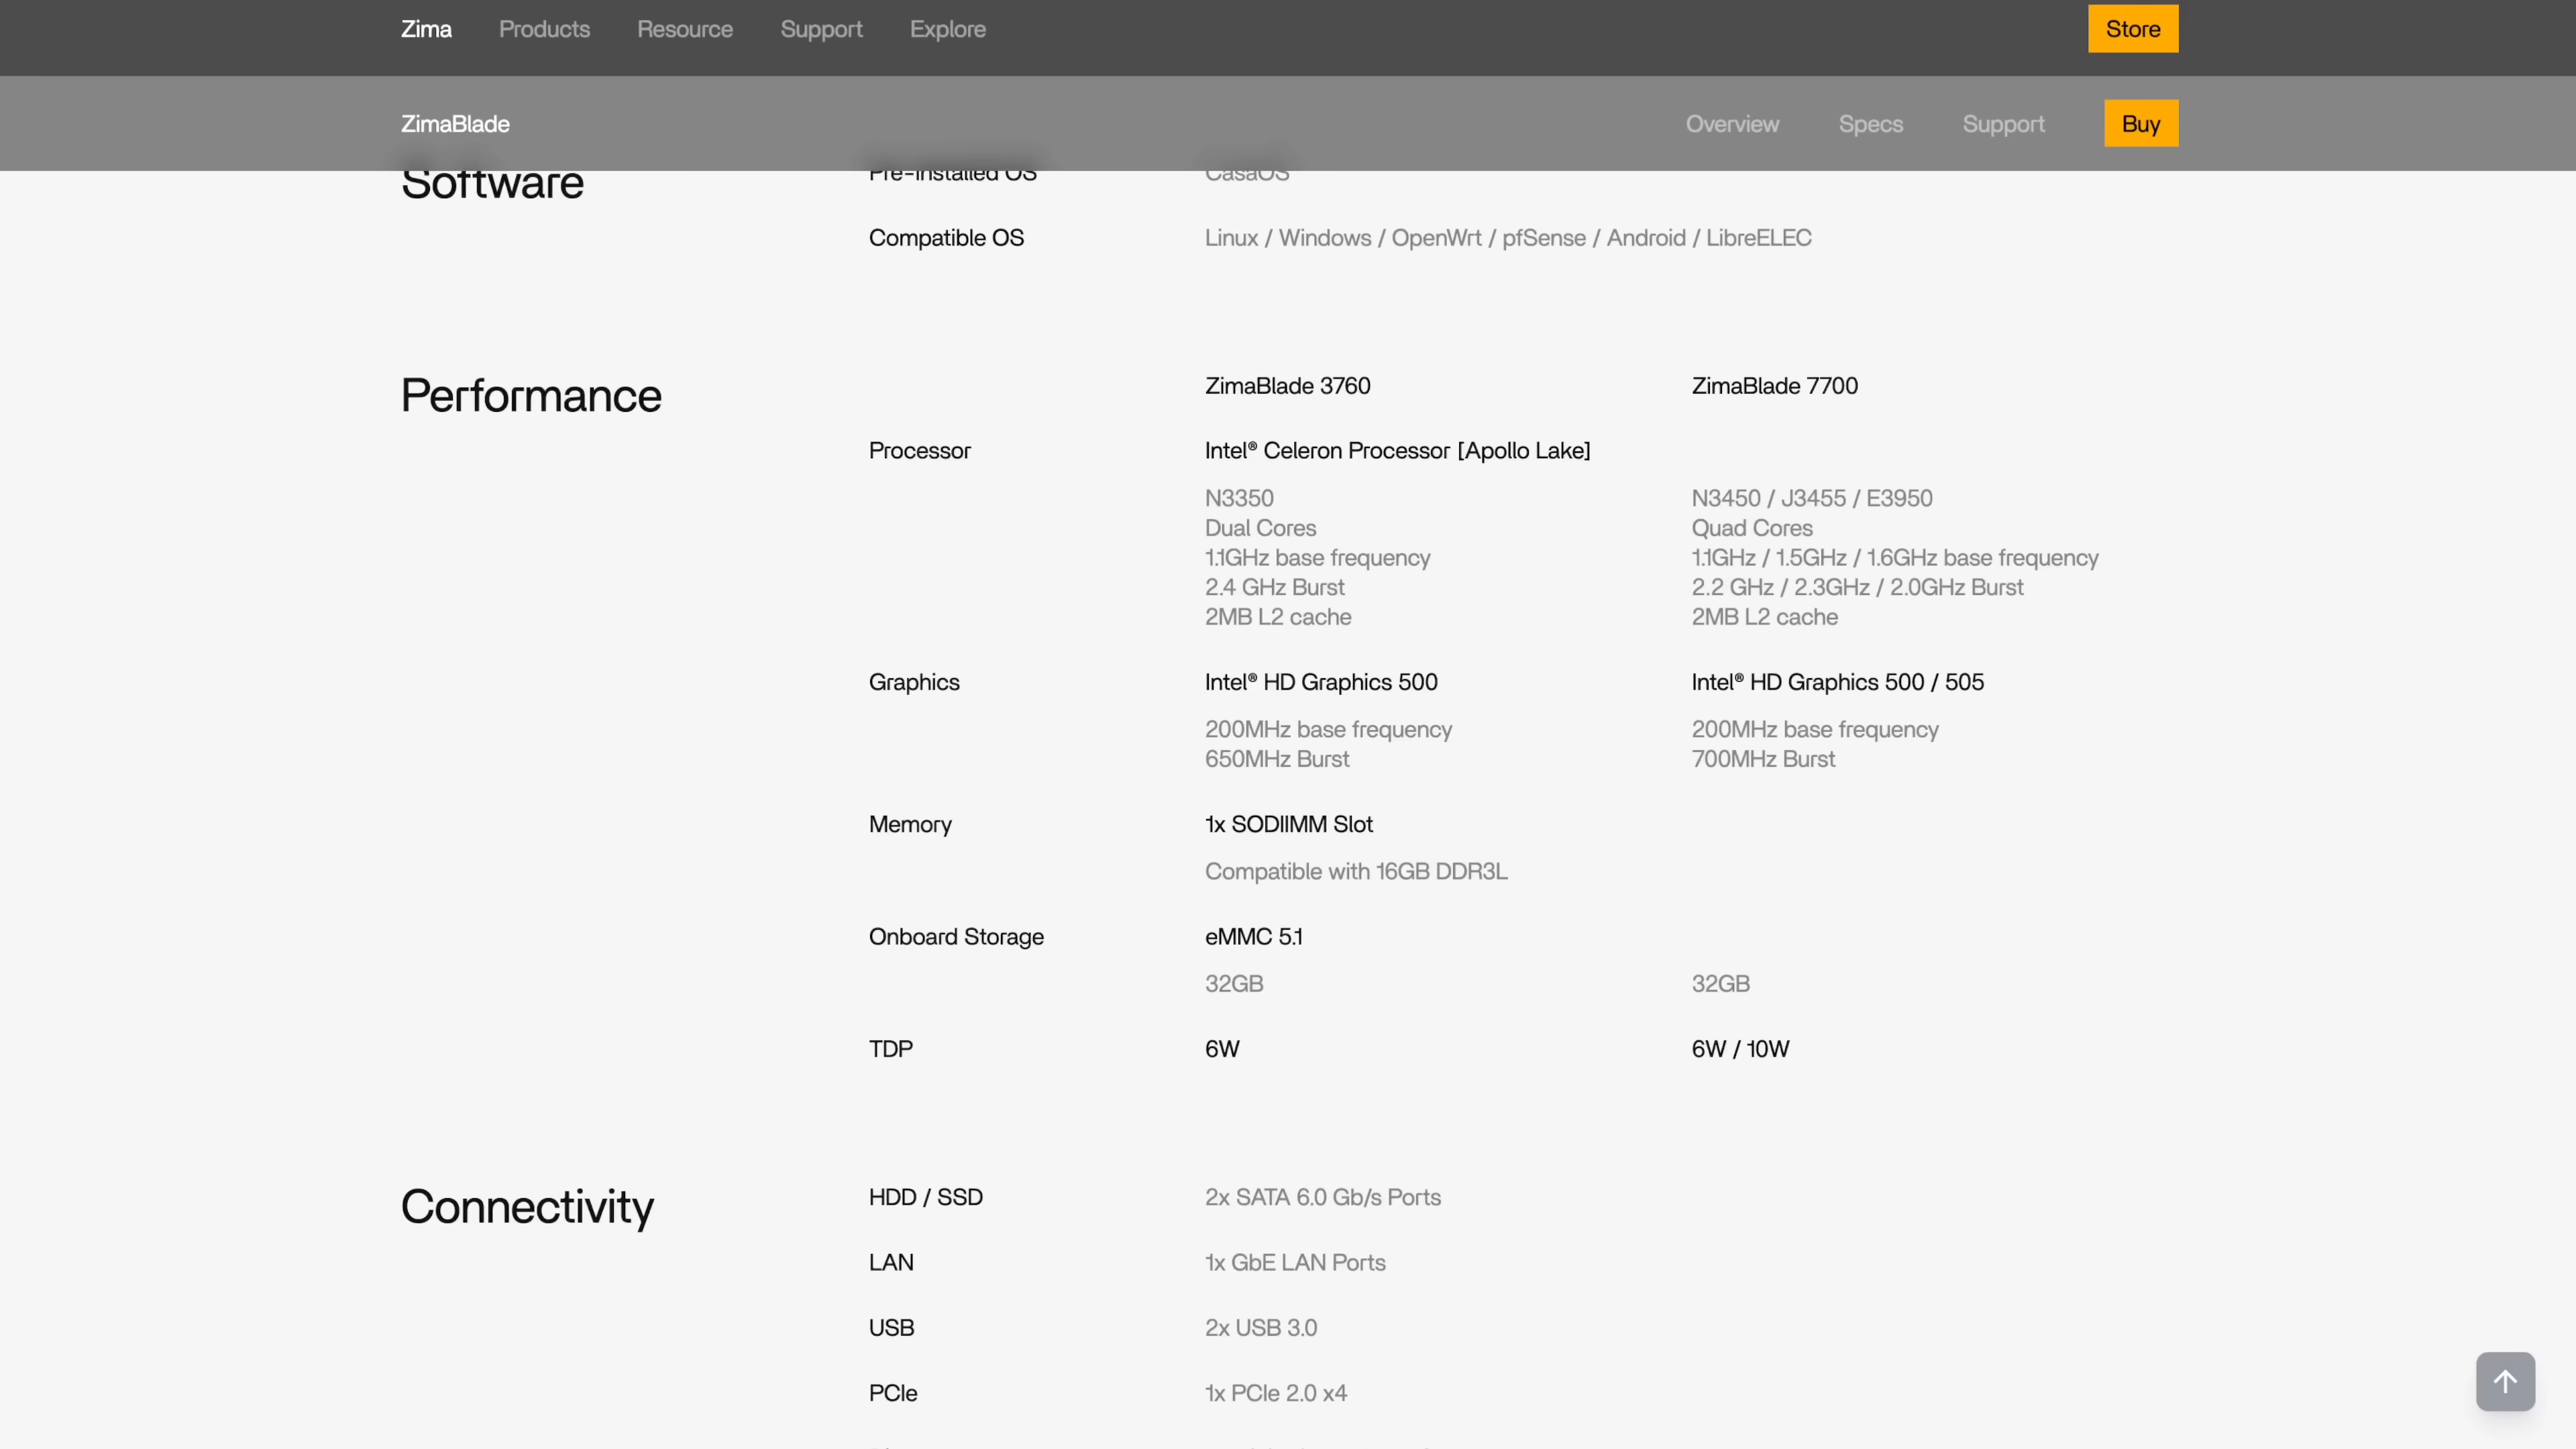 Zima Products Resource Support Explore Store
ZimaBlade Overview Specs Support Buy
Software Pre-installed OS CasaOS
Compatible OS Linux / Windows / OpenWrt / pfSense / Android / LibreELEC
Performance ZimaBlade 3760 ZimaBlade 7700
Processor Intel® Celeron Processor [Apollo Lake]
N3350 N3450 / J3455 / E3950
Dual Cores Quad Cores
1.1GHz base frequency 1.1GHz / 1.5GHz / 1.6GHz base frequency
2.4 GHz Burst 2.2 GHz / 2.3GHz / 2.0GHz Burst
2MB L2 cache 2MB L2 cache
Graphics Intel® HD Graphics 500 Intel® HD Graphics 500 / 505
200MHz base frequency 200MHz base frequency
650MHz Burst 700MHz Burst
Memory 1x SODIIMM Slot
Compatible with 16GB DDR3L
Onboard Storage eMMC 5.1
32GB 32GB
TDP 6W 6W / 10W
Connectivity HDD / SSD 2x SATA 6.0 Gb/s Ports
LAN 1x GbE LAN Ports
USB 2x USB 3.0
PCIe 1x PCIe 2.0 x4